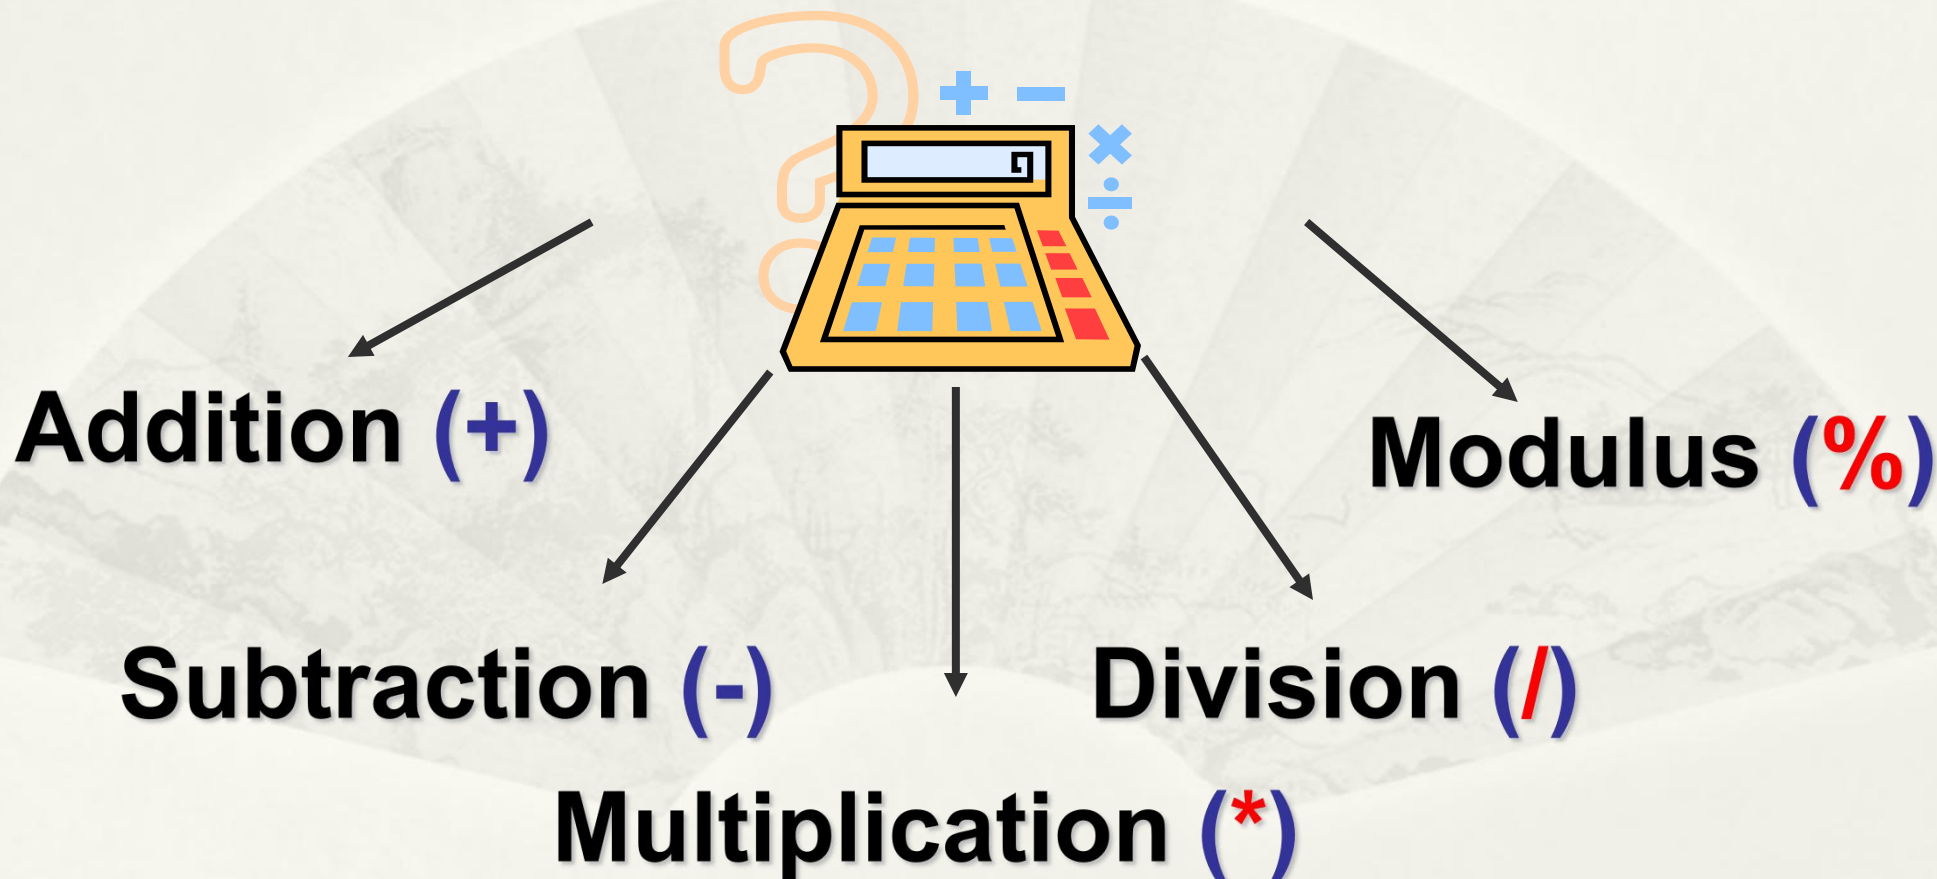 Addition (+)
Modulus (%)
Subtraction (-)
Division (/)
Multiplication (*)